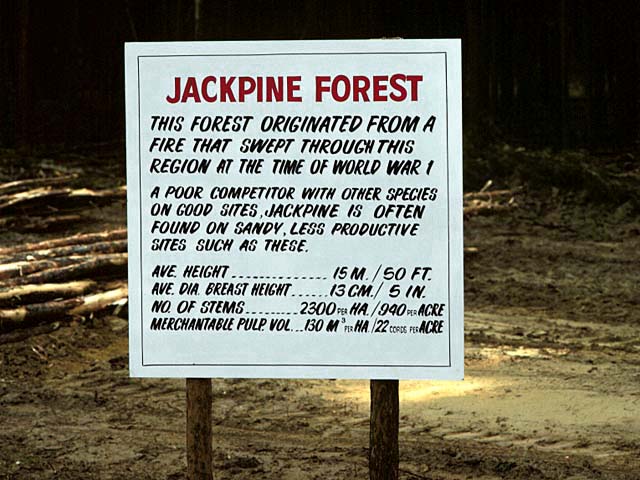 JACKPINE FOREST
THIS FOREST ORIGINATED FROM A
FIRE THAT SWEPT THROUGH THIS
REGION AT THE TIME OF WORLD WAR 1
A POOR COMPETITOR WITH OTHER SPECIES
ON GOOD SITES, JACKPINE IS OFTEN
FOUND ON SANDY, LESS PRODUCTIVE
SITES SUCH AS THESE.
AVE. HEIGHT ............... 15 M. / 50 FT.
AVE. DIA. BREAST HEIGHT ...... 13 CM. / 5 IN.
NO. OF STEMS ......... 2300 PER HA. / 940 PER ACRE
MERCHANTABLE PULP. VOL ... 130 M³ PER HA. / 22 CORDS PER ACRE